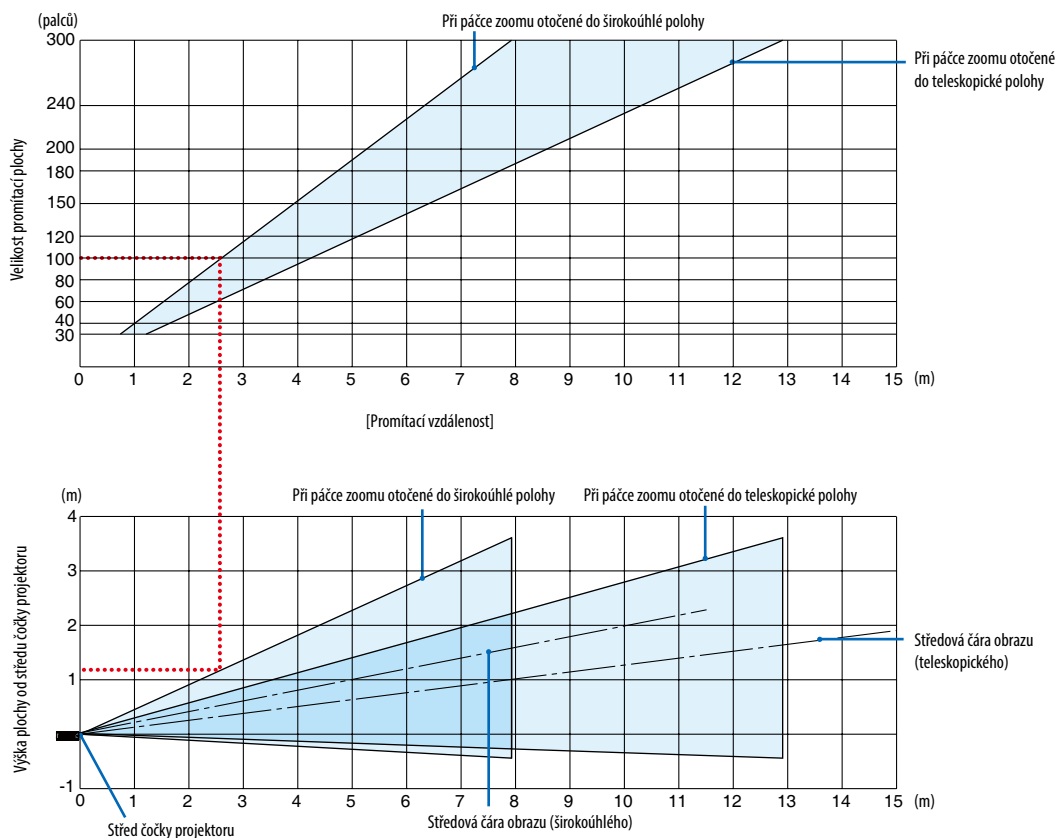 (palců)
Při páčce zoomu otočené do širokoúhlé polohy
Při páčce zoomu otočené
do teleskopické polohy
Velikost promítací plochy
300
240
200
180
150
120
100
80
60
40
30
0 1 2 3 4 5 6 7 8 9 10 11 12 13 14 15 (m)
[Promítací vzdálenost]
(m)
Při páčce zoomu otočené do širokoúhlé polohy
Při páčce zoomu otočené do teleskopické polohy
Výška plochy od středu čočky projektoru
4
3
2
1
-1
Středová čára obrazu
(teleskopického)
0 1 2 3 4 5 6 7 8 9 10 11 12 13 14 15 (m)
Střed čočky projektoru
Středová čára obrazu (širokoúhlého)